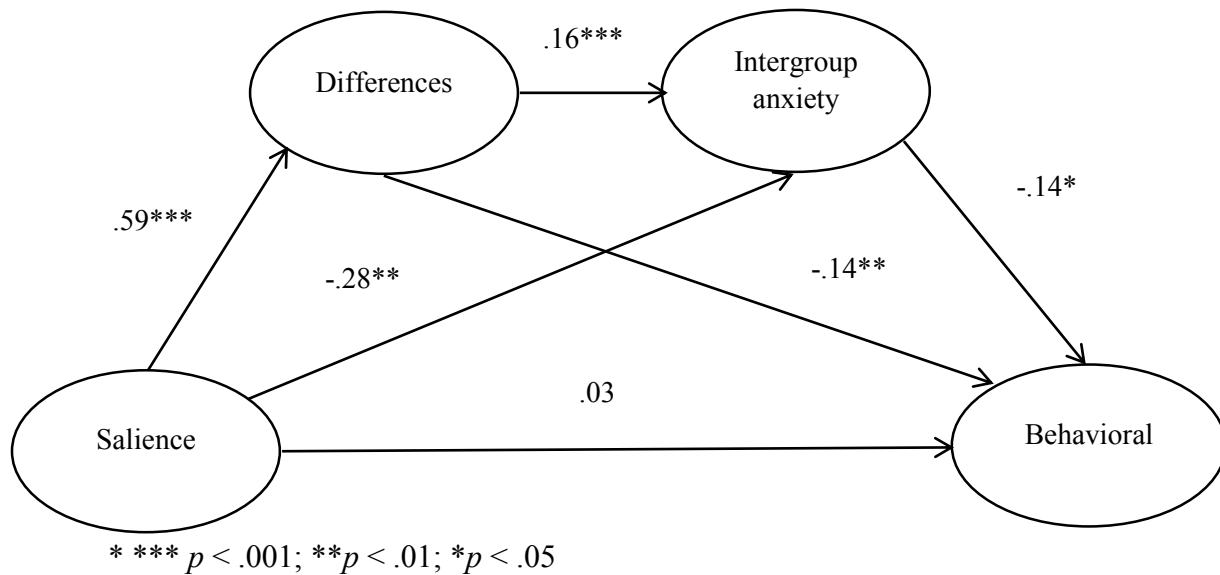 .16***
Differences
Intergroup
anxiety
.59***
-.28**
-.14**
-.14*
.03
Salience
Behavioral
* *** p < .001; **p < .01; *p < .05